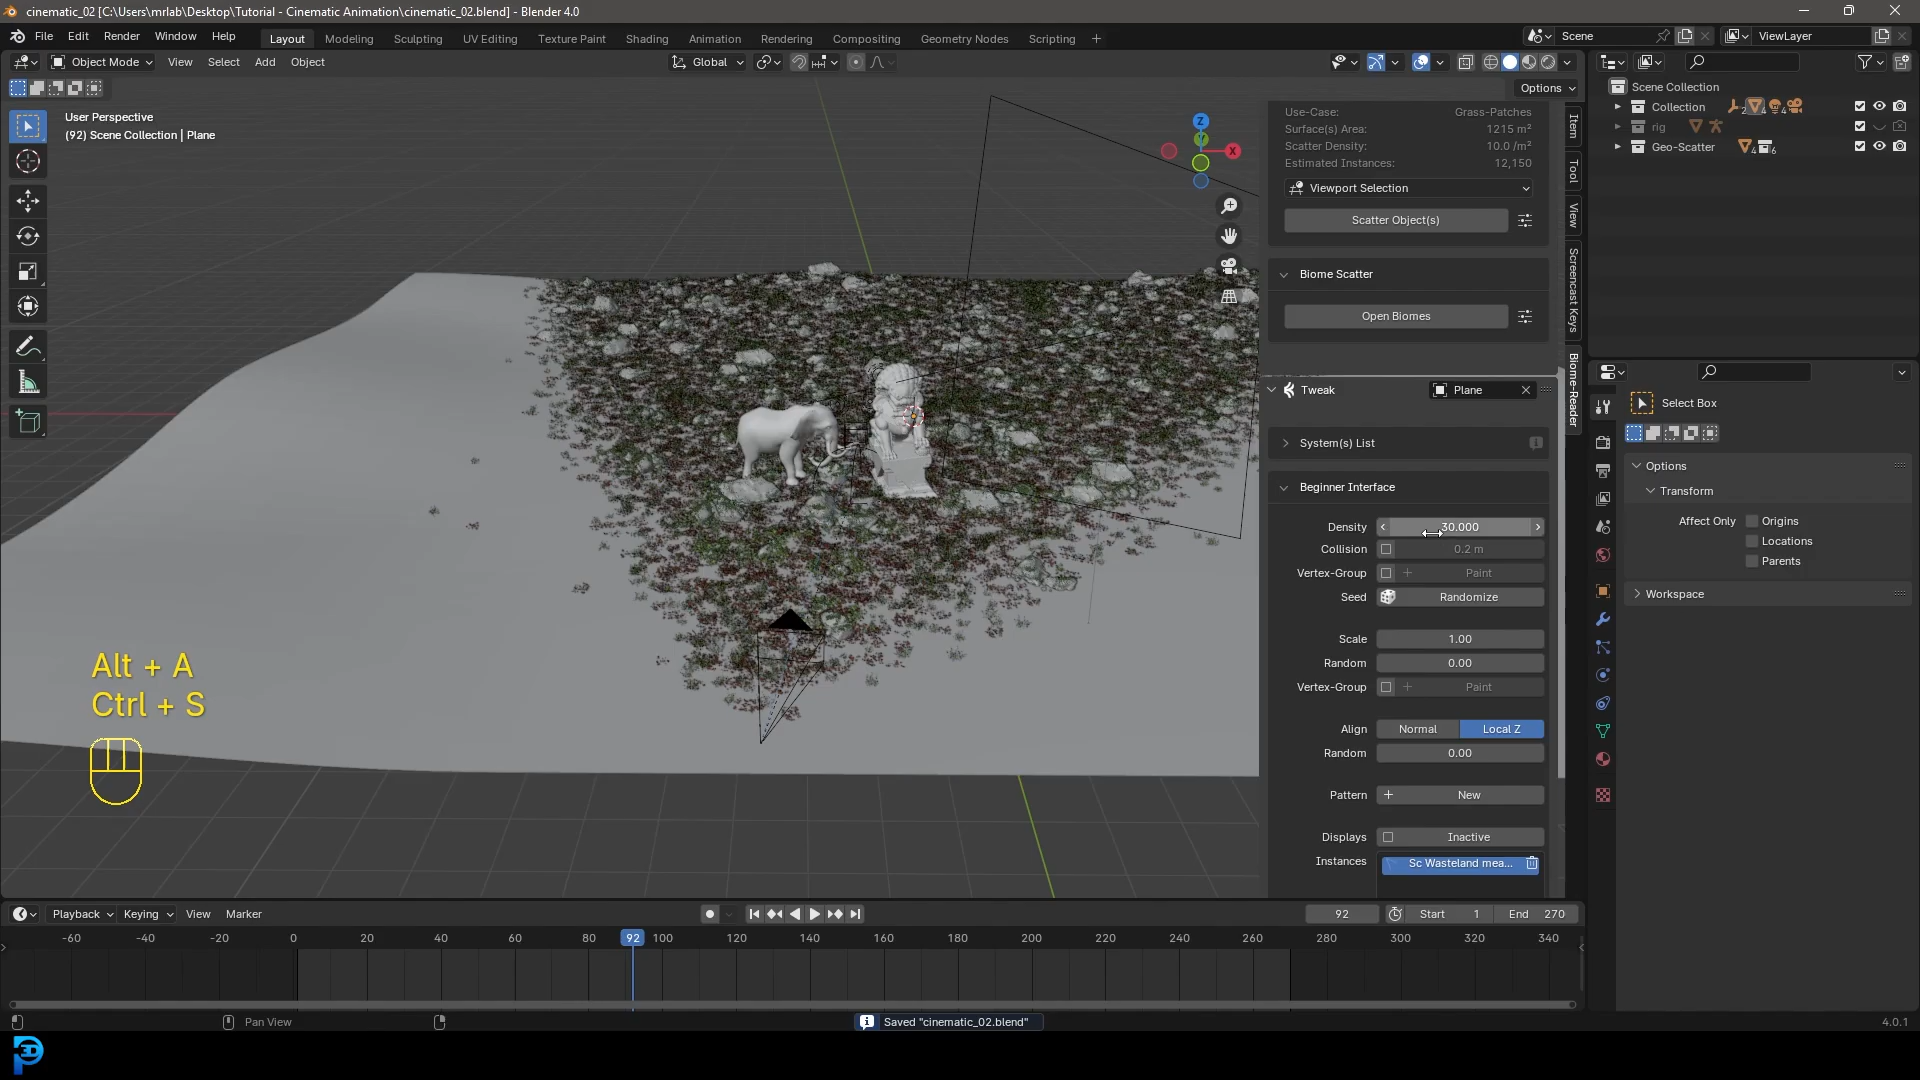 cinematic_02 [C:\Users\mrlab\Desktop\Tutorial - Cinematic Animation\cinematic_02.blend] - Blender 4.0
File Edit Render Window Help Layout Modeling Sculpting UV Editing Texture Paint Shading Animation Rendering Compositing Geometry Nodes Scripting + Scene ViewLayer
Object Mode View Select Add Object Global
Options
User Perspective
(92) Scene Collection | Plane
Z
Y
X
Use-Case: Grass-Patches
Surface(s) Area: 1215 m²
Scatter Density: 10.0 /m²
Estimated Instances: 12,150
Viewport Selection
Scatter Object(s)
Biome Scatter
Open Biomes
Tweak Plane
System(s) List
Beginner Interface
Density 30.000
Collision 0.2 m
Vertex-Group Paint
Seed Randomize
Scale 1.00
Random 0.00
Vertex-Group Paint
Align Normal Local Z
Random 0.00
Pattern New
Displays Inactive
Instances Sc Wasteland mea...
Item
Tool
View
Screencast Keys
Biome-Reader
Scene Collection
Collection 2 4 4
rig
Geo-Scatter 4 6
Select Box
Options
Transform
Affect Only Origins
Locations
Parents
Workspace
Alt + A
Ctrl + S
Playback Keying View Marker 92 Start 1 End 270
-60 -40 -20 0 20 40 60 80 92 100 120 140 160 180 200 220 240 260 280 300 320 340
Pan View Saved "cinematic_02.blend" 4.0.1